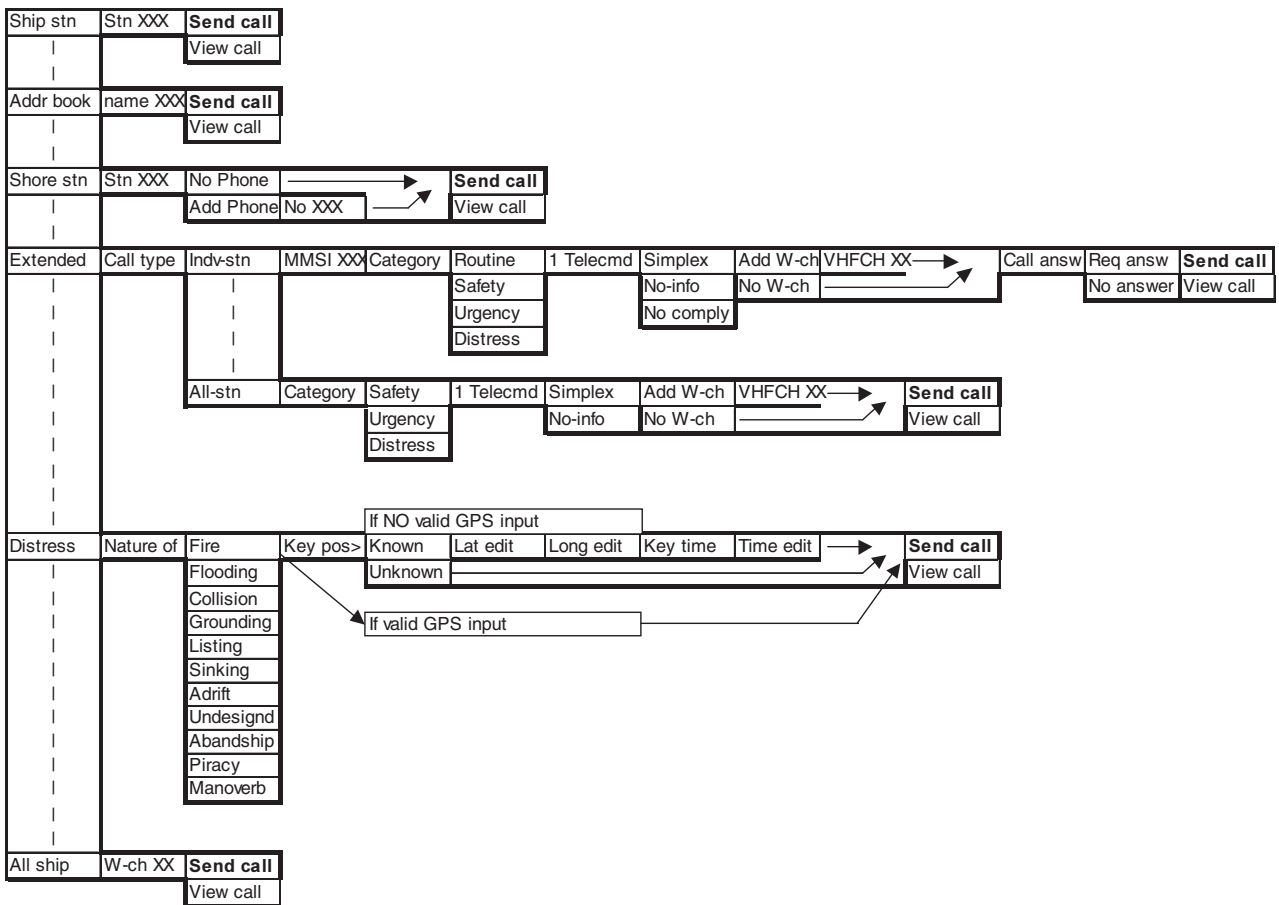 Ship stn Stn XXX Send call
View call
Addr book name XXX Send call
View call
Shore stn Stn XXX No Phone Send call
Add Phone No XXX View call
Extended Call type Indv-stn MMSI XXX Category Routine 1 Telecmd Simplex Add W-ch VHFCH XX Call answ Req answ Send call
Safety No-info No W-ch No answer View call
Urgency No comply
Distress
All-stn Category Safety 1 Telecmd Simplex Add W-ch VHFCH XX Send call
Urgency No-info No W-ch View call
Distress
If NO valid GPS input
Distress Nature of Fire Key pos> Known Lat edit Long edit Key time Time edit Send call
Flooding Unknown View call
Collision
Grounding If valid GPS input
Listing
Sinking
Adrift
Undesignd
Abandship
Piracy
Manoverb
All ship W-ch XX Send call
View call